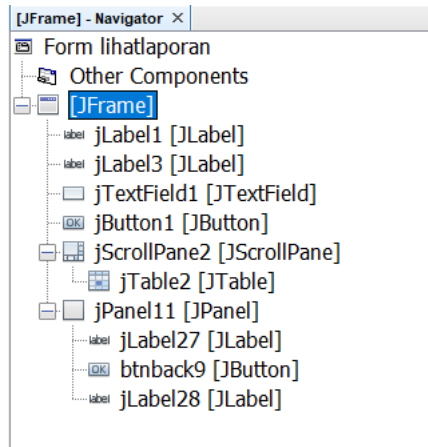 [JFrame] - Navigator ×
Form lihatlaporan
Other Components
[JFrame]
label jLabel1 [JLabel]
label jLabel3 [JLabel]
jTextField1 [JTextField]
OK jButton1 [JButton]
jScrollPane2 [JScrollPane]
jTable2 [JTable]
jPanel11 [JPanel]
label jLabel27 [JLabel]
OK btnback9 [JButton]
label jLabel28 [JLabel]